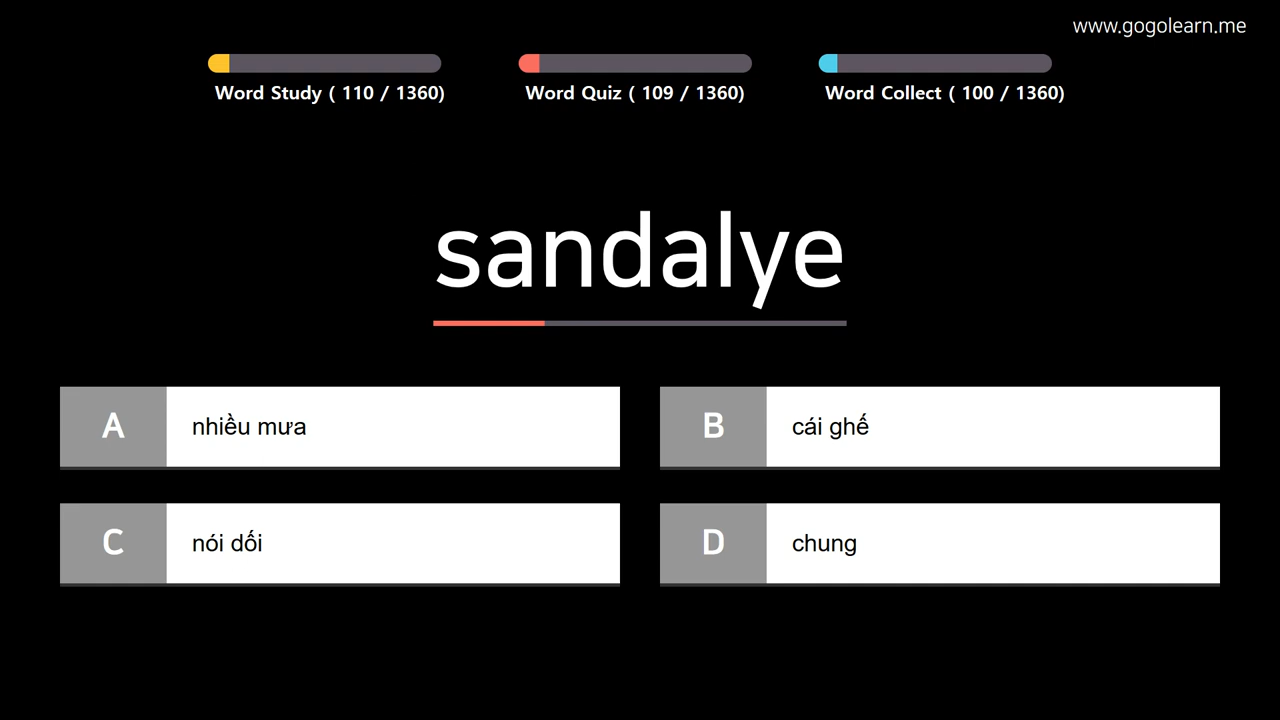 www.gogolearn.me
Word Study ( 110 / 1360)
Word Quiz ( 109 / 1360)
Word Collect ( 100 / 1360)
sandalye
A nhiều mưa
B cái ghế
C nói dối
D chung